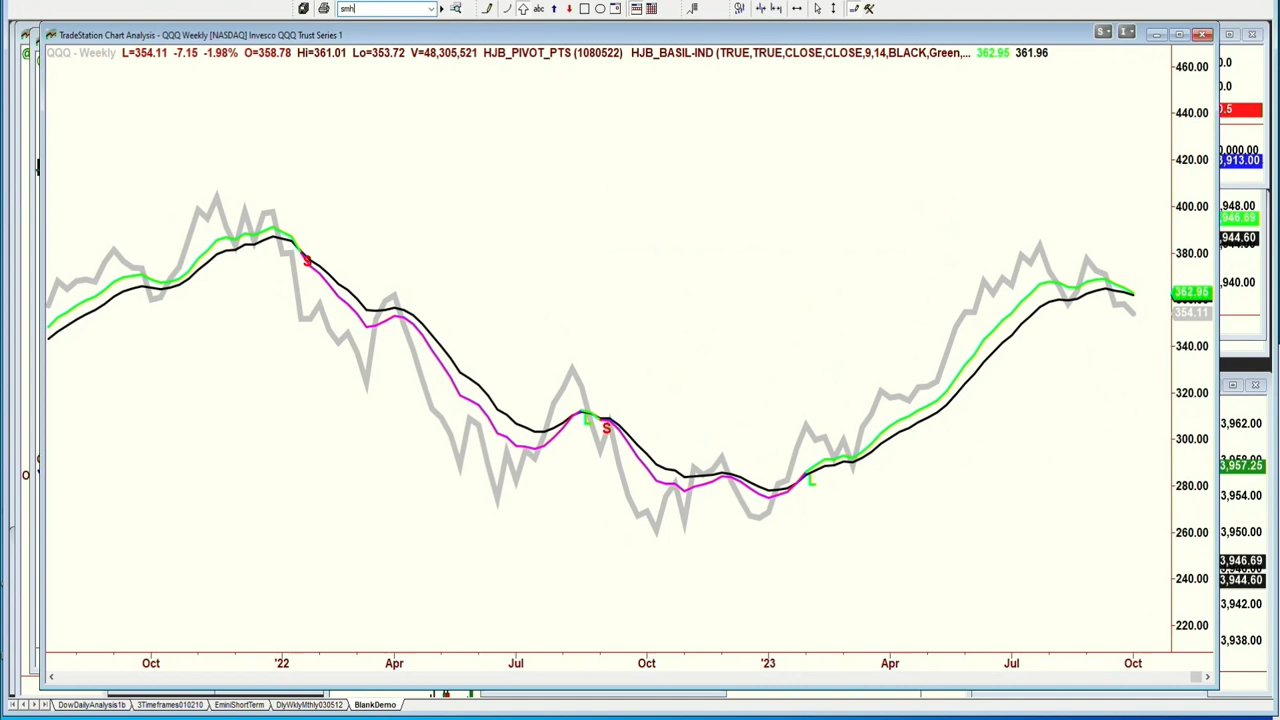 smh
abc
TradeStation Chart Analysis - QQQ Weekly [NASDAQ] Invesco QQQ Trust Series 1
S
I
QQQ - Weekly L=354.11 -7.15 -1.98% O=358.78 Hi=361.01 Lo=353.72 V=48,305,521 HJB_PIVOT_PTS (1080522) HJB_BASIL-IND (TRUE,TRUE,CLOSE,CLOSE,9,14,BLACK,Green,... 362.95 361.96
460.00
440.00
420.00
400.00
380.00
362.95
354.11
340.00
320.00
300.00
280.00
260.00
240.00
220.00
S
L
S
L
Oct
'22
Apr
Jul
Oct
'23
Apr
Jul
Oct
0.5
000.00
3,913.00
,948.00
,946.69
,944.60
,940.00
3,962.00
3,957.25
3,954.00
3,950.00
3,946.69
3,944.60
3,942.00
3,938.00
DowDailyAnalysis1b
3Timeframes010210
EminiShortTerm
DlyWklyMthly030512
BlankDemo